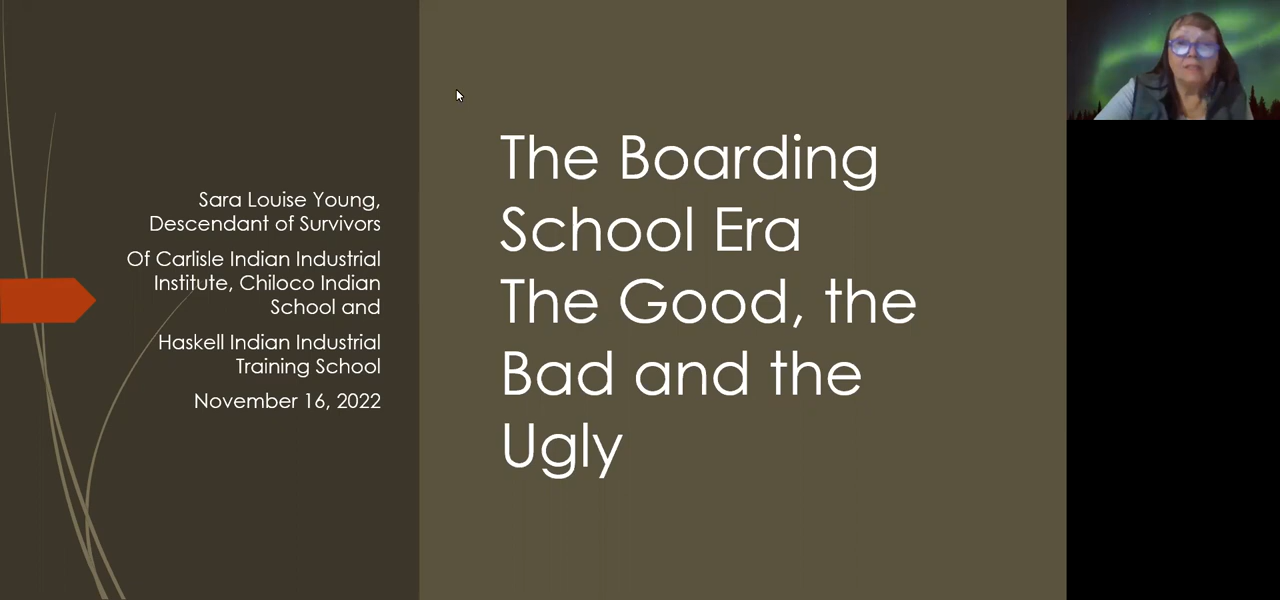 Sara Louise Young,
Descendant of Survivors
Of Carlisle Indian Industrial
Institute, Chiloco Indian
School and
Haskell Indian Industrial
Training School
November 16, 2022
The Boarding
School Era
The Good, the
Bad and the
Ugly